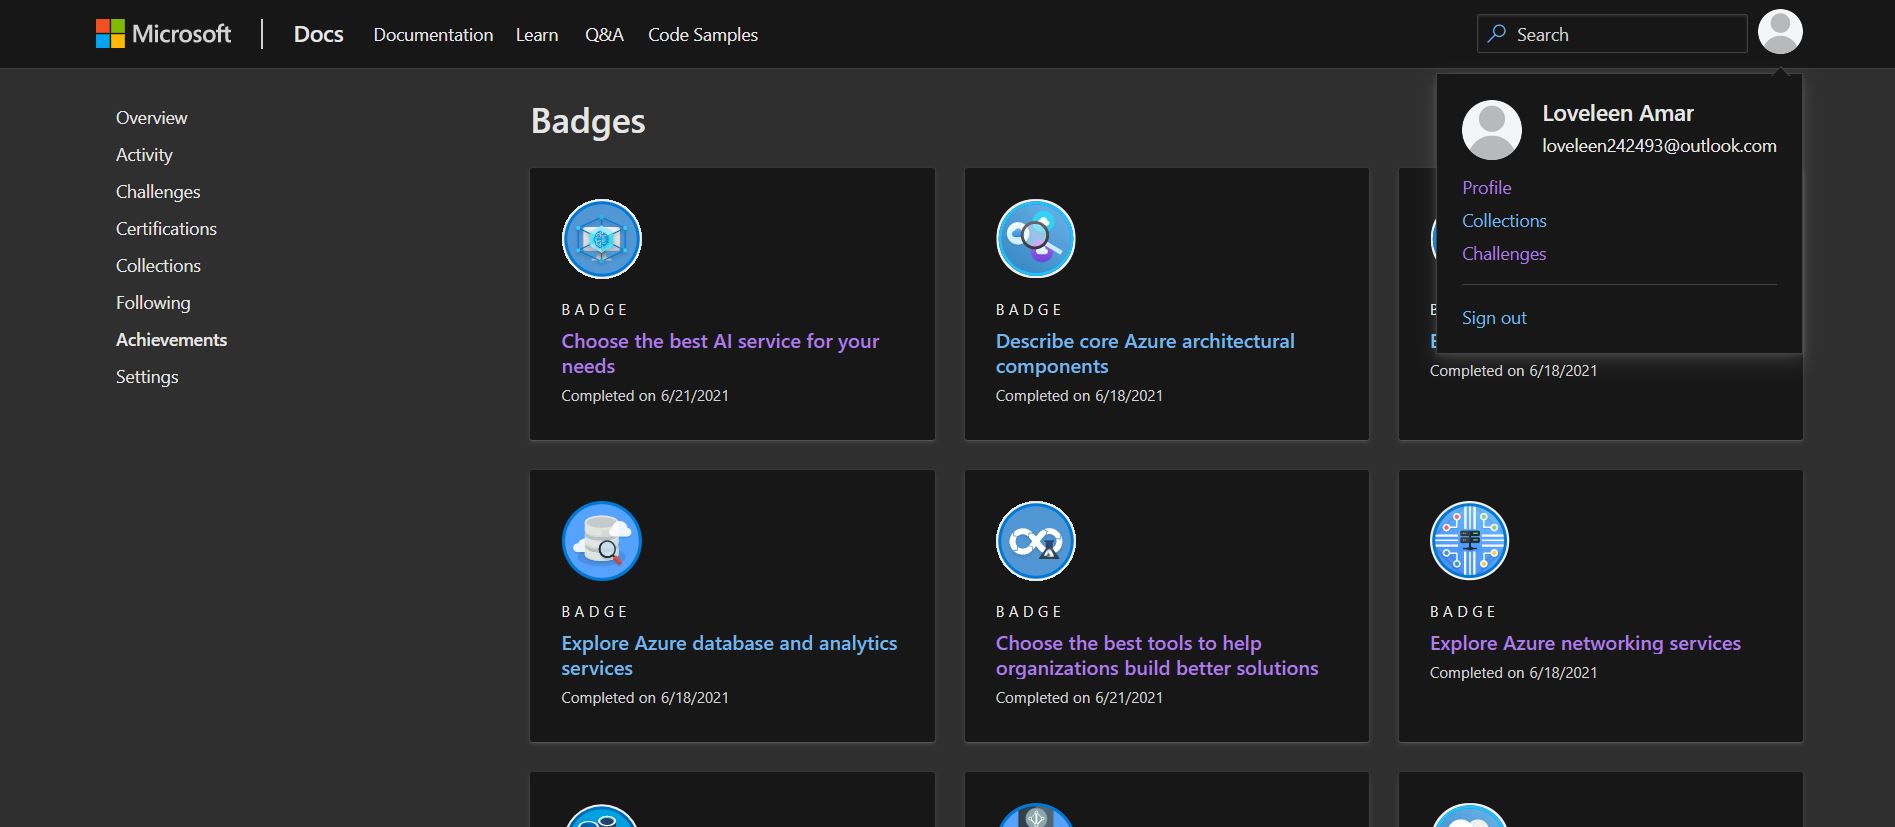 Microsoft
Docs
Documentation
Learn
Q&A
Code Samples
Search
Overview
Activity
Challenges
Certifications
Collections
Following
Achievements
Settings
Badges
Loveleen Amar
loveleen242493@outlook.com
Profile
Collections
Challenges
Sign out
BADGE
Choose the best AI service for your
needs
Completed on 6/21/2021
BADGE
Describe core Azure architectural
components
Completed on 6/18/2021
Completed on 6/18/2021
BADGE
Explore Azure database and analytics
services
Completed on 6/18/2021
BADGE
Choose the best tools to help
organizations build better solutions
Completed on 6/21/2021
BADGE
Explore Azure networking services
Completed on 6/18/2021